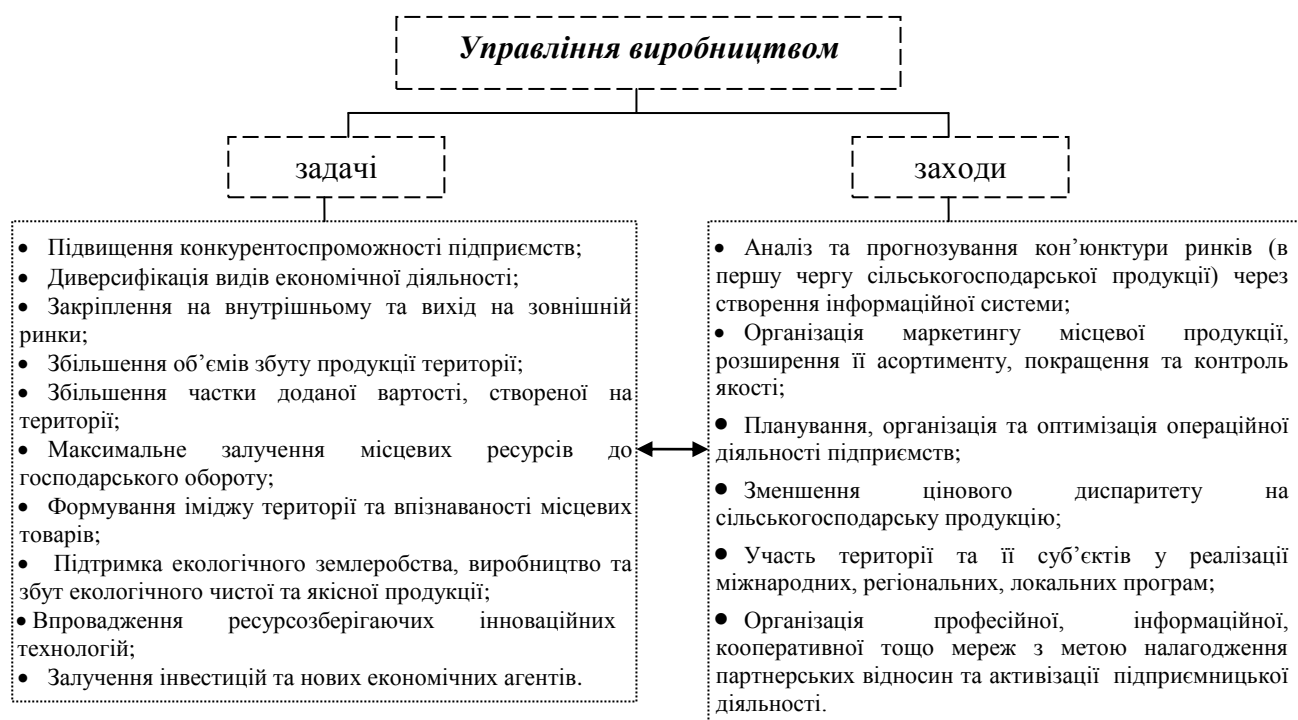 Управління виробництвом
задачі
заходи
• Підвищення конкурентоспроможності підприємств;
• Диверсифікація видів економічної діяльності;
• Закріплення на внутрішньому та вихід на зовнішній
ринки;
• Збільшення об’ємів збуту продукції території;
• Збільшення частки доданої вартості, створеної на
території;
• Максимальне залучення місцевих ресурсів до
господарського обороту;
• Формування іміджу території та впізнаваності місцевих
товарів;
• Підтримка екологічного землеробства, виробництво та
збут екологічного чистої та якісної продукції;
• Впровадження ресурсозберігаючих інноваційних
технологій;
• Залучення інвестицій та нових економічних агентів.
• Аналіз та прогнозування кон’юнктури ринків (в
першу чергу сільськогосподарської продукції) через
створення інформаційної системи;
• Організація маркетингу місцевої продукції,
розширення її асортименту, покращення та контроль
якості;
• Планування, організація та оптимізація операційної
діяльності підприємств;
• Зменшення цінового диспаритету на
сільськогосподарську продукцію;
• Участь території та її суб’єктів у реалізації
міжнародних, регіональних, локальних програм;
• Організація професійної, інформаційної,
кооперативної тощо мереж з метою налагодження
партнерських відносин та активізації підприємницької
діяльності.